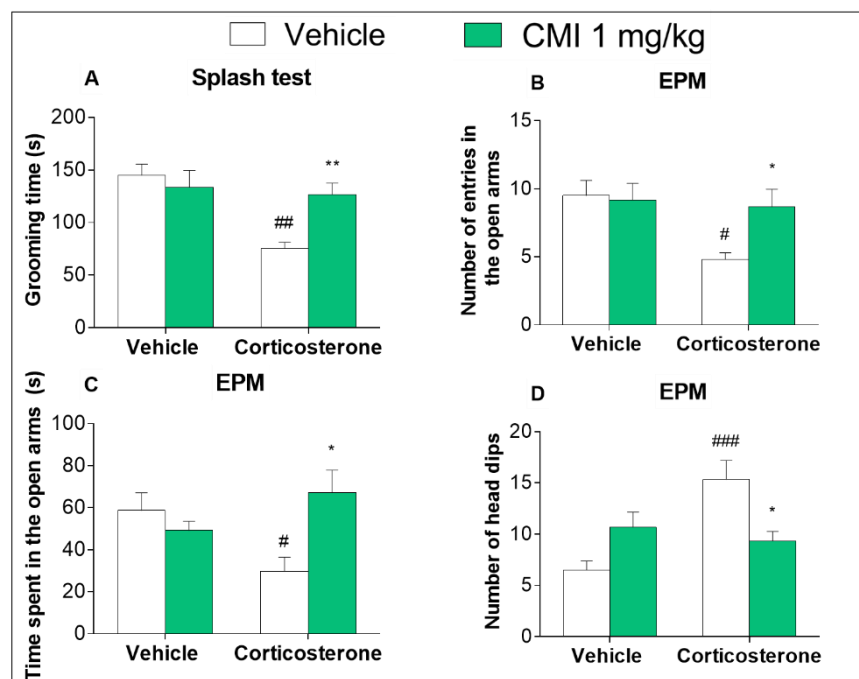 Vehicle CMI 1 mg/kg
A Splash test
Grooming time (s)
200
150
100
50
0
##
**
Vehicle Corticosterone
B EPM
Number of entries in
the open arms
15
10
5
0
#
*
Vehicle Corticosterone
C EPM
Time spent in the open arms (s)
100
80
60
40
20
0
#
*
Vehicle Corticosterone
D EPM
Number of head dips
20
15
10
5
0
###
*
Vehicle Corticosterone